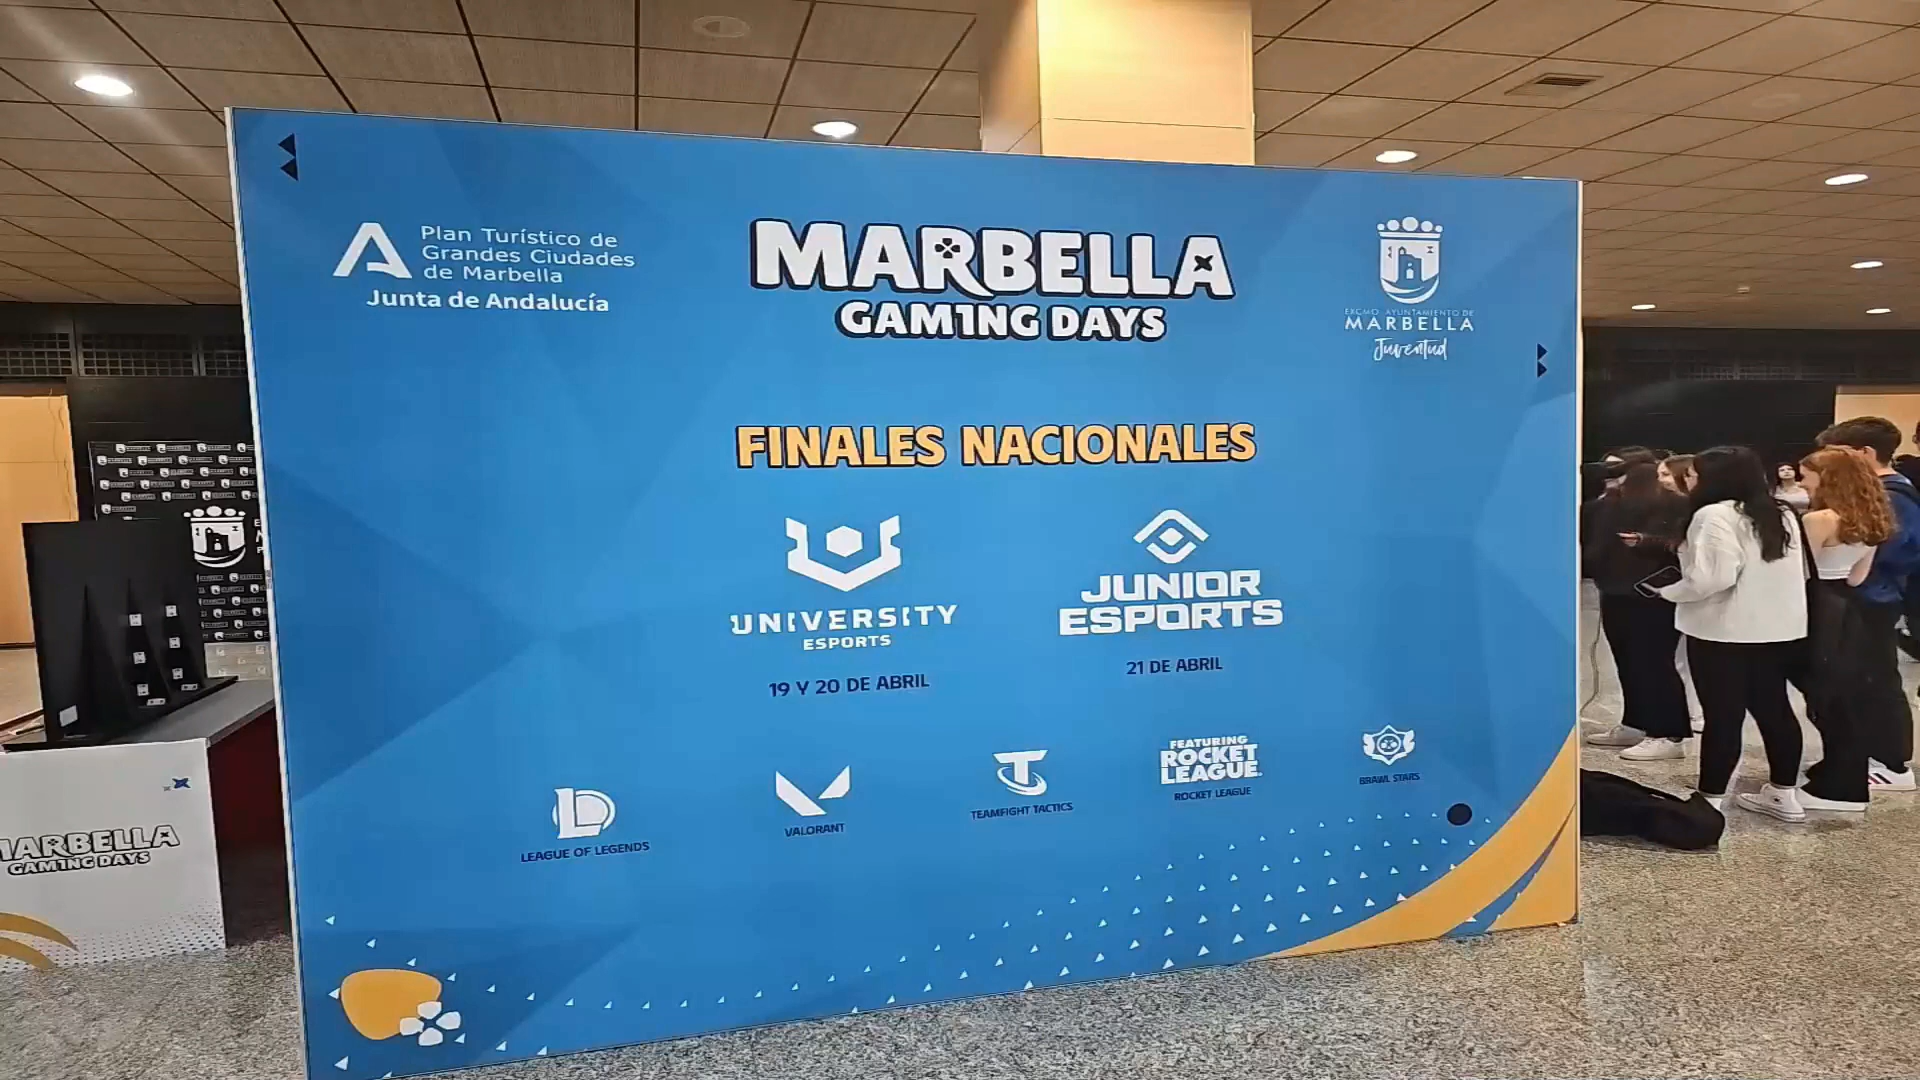 Plan Turístico de
Grandes Ciudades
de Marbella
Junta de Andalucía
MARBELLA
GAM1NG DAYS
EXCMO. AYUNTAMIENTO DE
MARBELLA
Juventud
FINALES NACIONALES
UNIVERSITY
ESPORTS
19 Y 20 DE ABRIL
JUNIOR
ESPORTS
21 DE ABRIL
LEAGUE OF LEGENDS
VALORANT
TEAMFIGHT TACTICS
FEATURING
ROCKET
LEAGUE.
ROCKET LEAGUE
BRAWL STARS
MARBELLA
GAM1NG DAYS